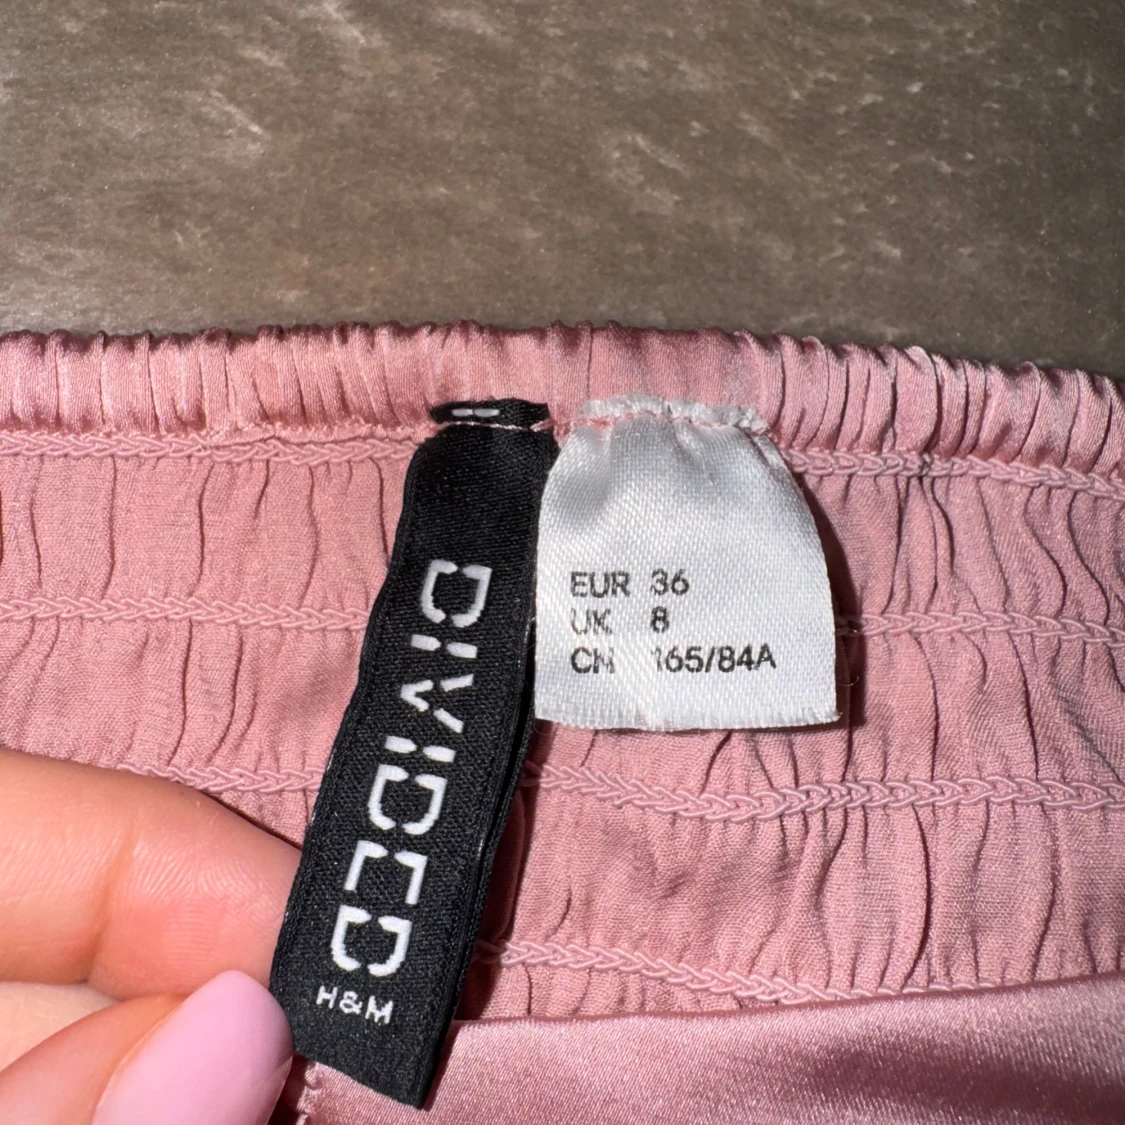 DIVIDED
H&M
EUR 36
UK 8
CN 165/84A